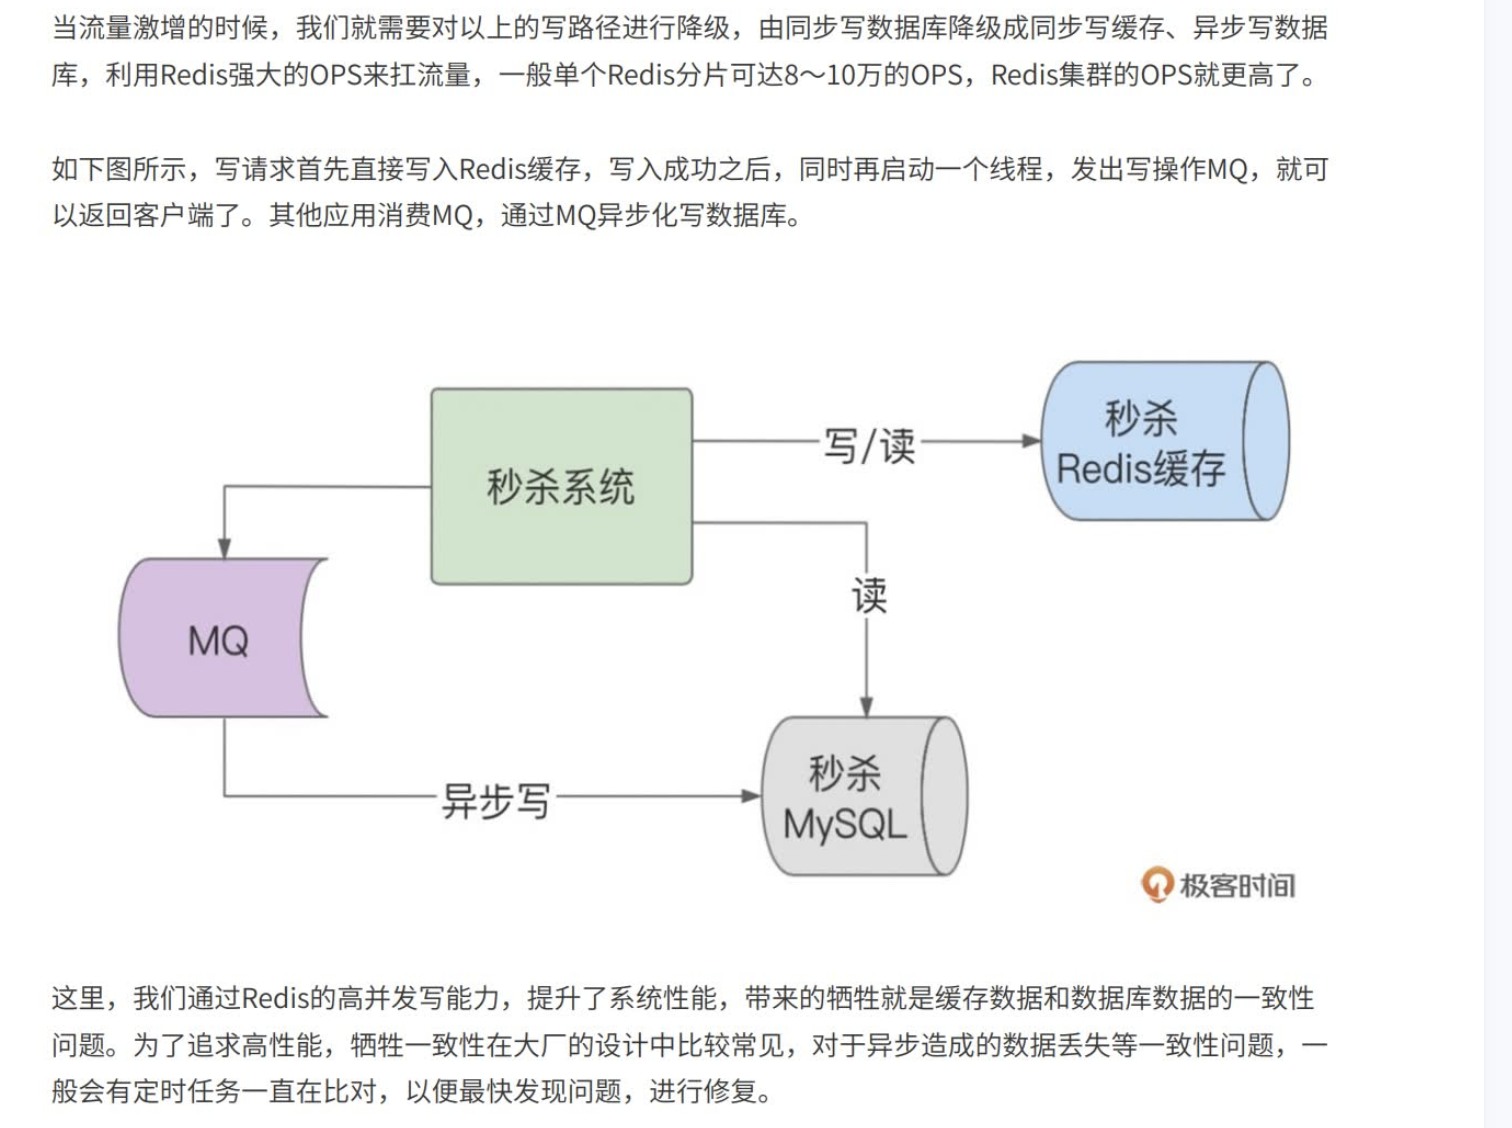 当流量激增的时候，我们就需要对以上的写路径进行降级，由同步写数据库降级成同步写缓存、异步写数据
库，利用Redis强大的OPS来扛流量，一般单个Redis分片可达8～10万的OPS，Redis集群的OPS就更高了。
如下图所示，写请求首先直接写入Redis缓存，写入成功之后，同时再启动一个线程，发出写操作MQ，就可
以返回客户端了。其他应用消费MQ，通过MQ异步化写数据库。
秒杀
Redis缓存
写/读
秒杀系统
读
MQ
秒杀
MySQL
异步写
极客时间
这里，我们通过Redis的高并发写能力，提升了系统性能，带来的牺牲就是缓存数据和数据库数据的一致性
问题。为了追求高性能，牺牲一致性在大厂的设计中比较常见，对于异步造成的数据丢失等一致性问题，一
般会有定时任务一直在比对，以便最快发现问题，进行修复。